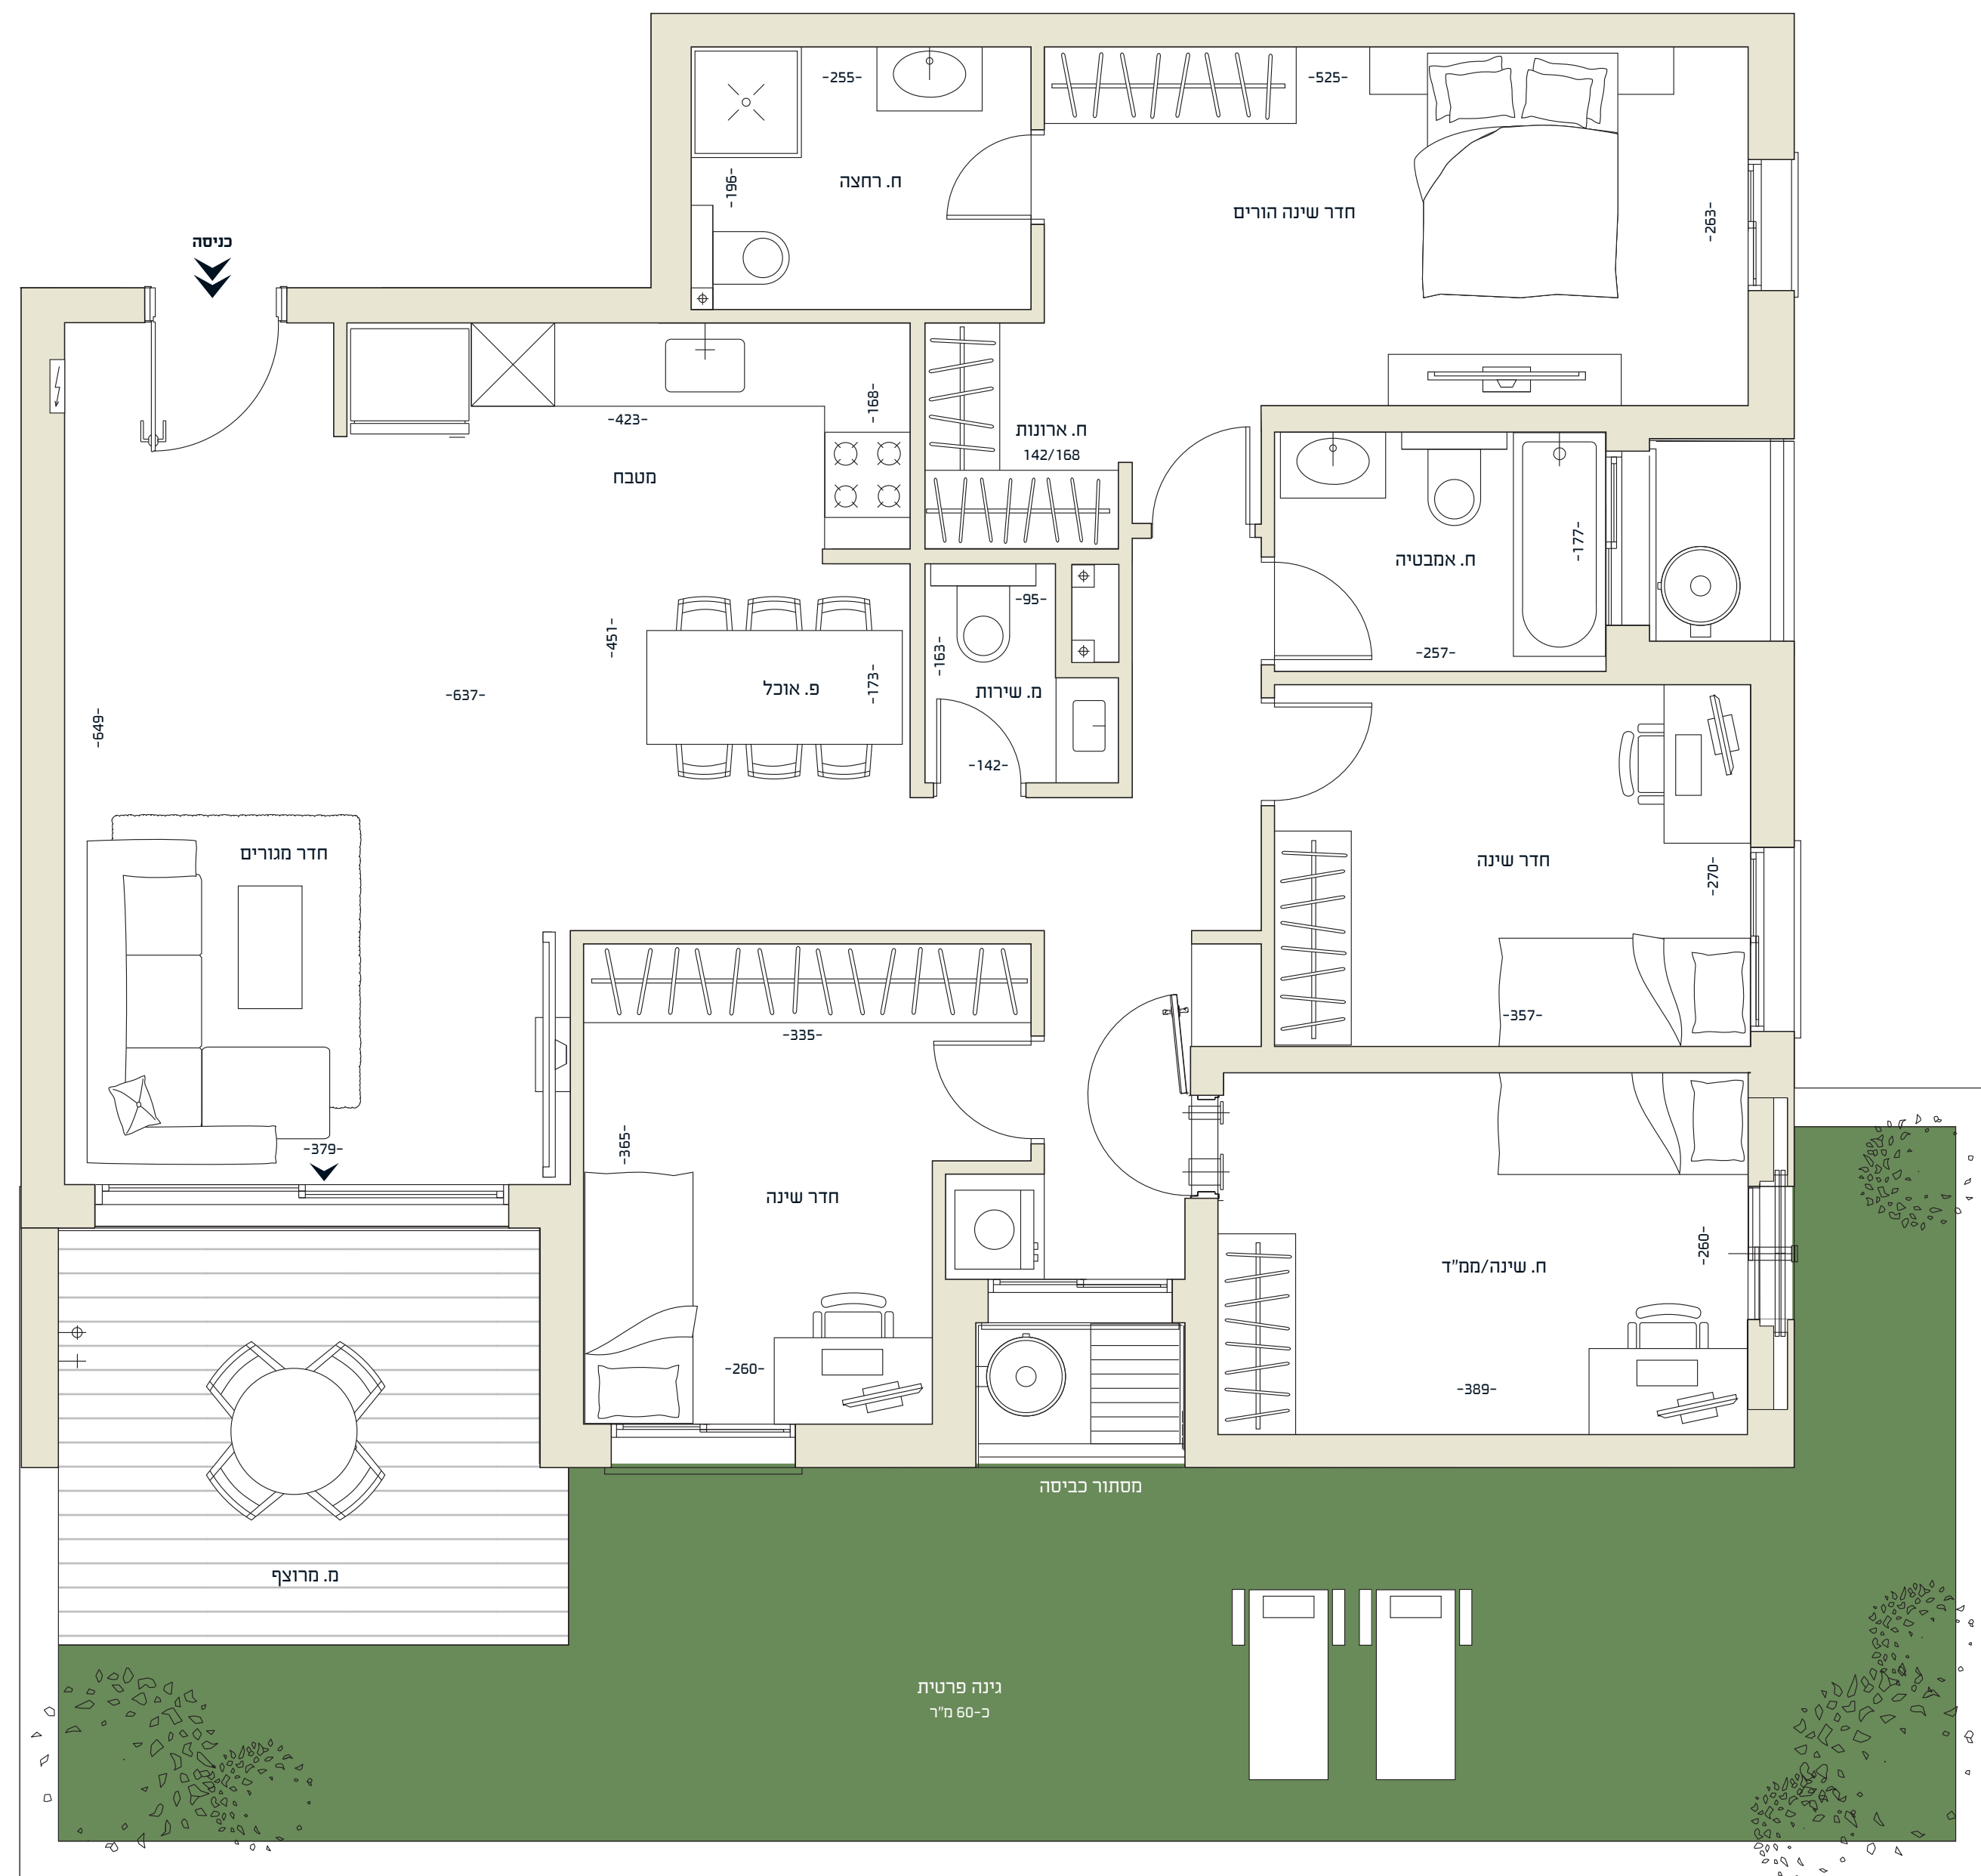 -255-
-525-
-196-
ח. רחצה
חדר שינה הורים
-263-
כניסה
-423-
-168-
ח. ארונות
142/168
מטבח
ח. אמבטיה
-177-
-257-
-95-
-163-
מ. שירות
-142-
-451-
-637-
פ. אוכל
-173-
-649-
חדר מגורים
חדר שינה
-270-
-357-
-335-
-365-
-379-
חדר שינה
-260-
ח. שינה/ממ"ד
-260-
-389-
מסתור כביסה
מ. מרוצף
גינה פרטית
כ-60 מ"ר